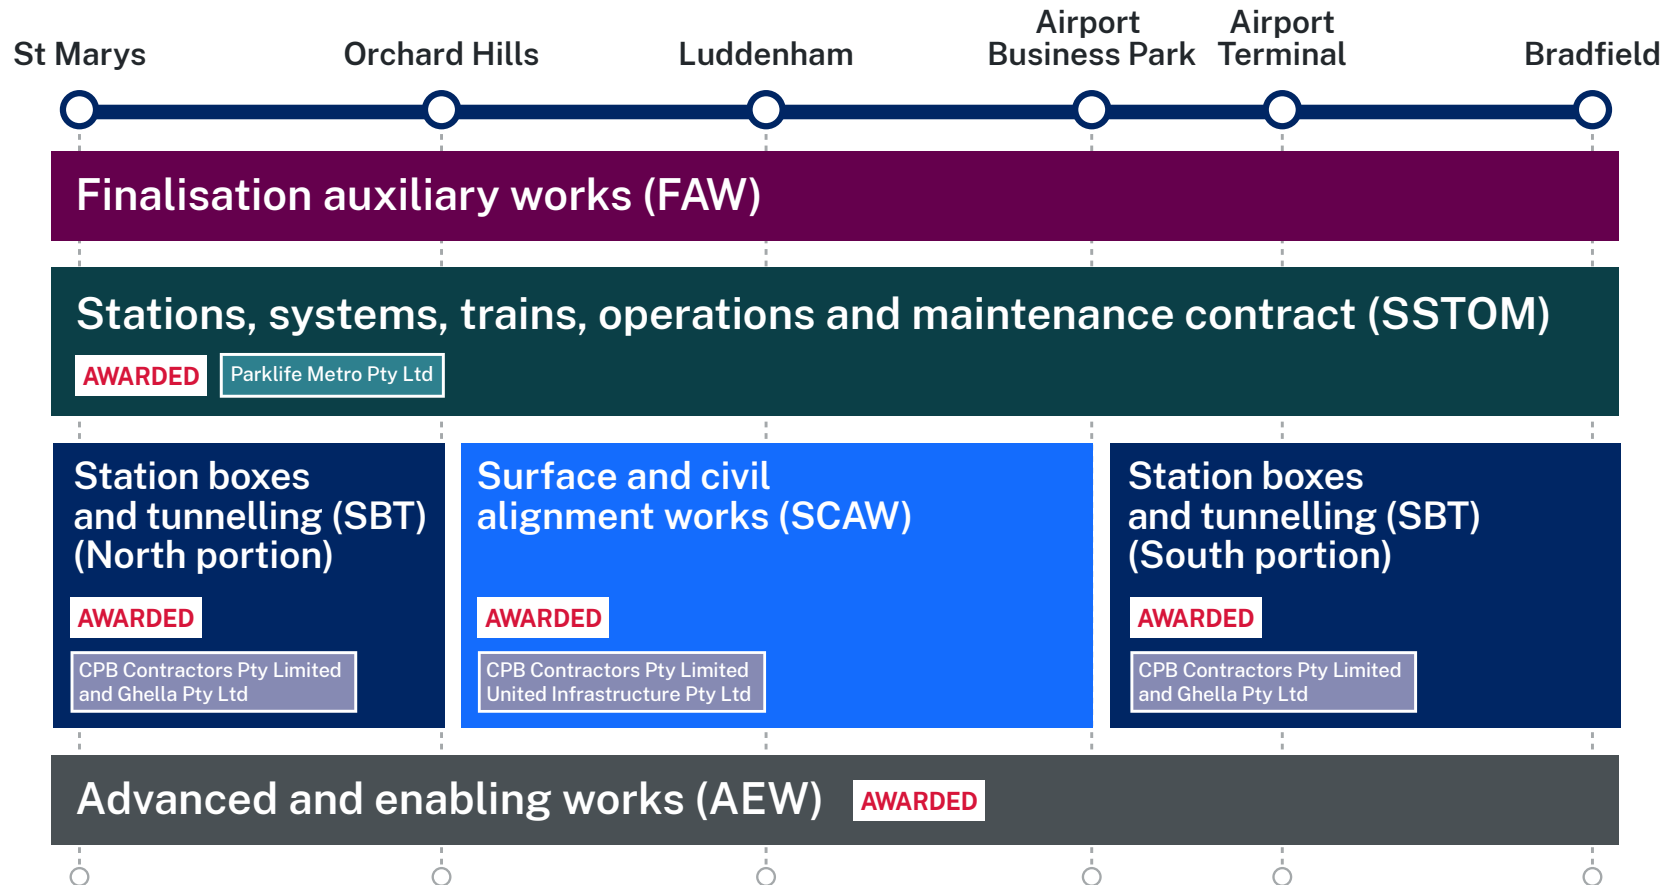 St Marys
Orchard Hills
Luddenham
Airport
Business Park
Airport
Terminal
Bradfield
Finalisation auxiliary works (FAW)
Stations, systems, trains, operations and maintenance contract (SSTOM)
AWARDED
Parklife Metro Pty Ltd
Station boxes
and tunnelling (SBT)
(North portion)
AWARDED
CPB Contractors Pty Limited
and Ghella Pty Ltd
Surface and civil
alignment works (SCAW)
AWARDED
CPB Contractors Pty Limited
United Infrastructure Pty Ltd
Station boxes
and tunnelling (SBT)
(South portion)
AWARDED
CPB Contractors Pty Limited
and Ghella Pty Ltd
Advanced and enabling works (AEW)
AWARDED